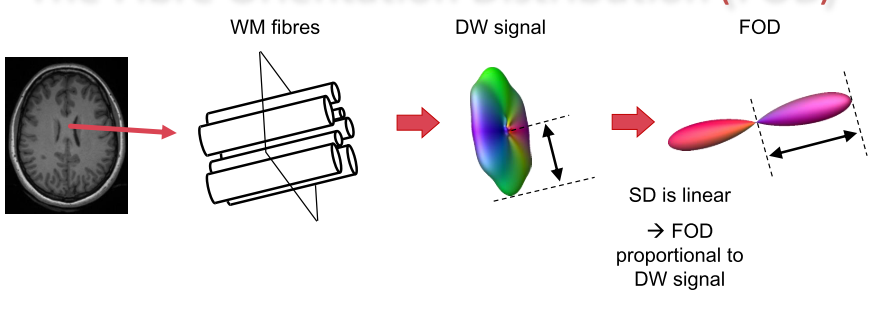 WM fibres
DW signal
FOD
SD is linear
→ FOD
proportional to
DW signal